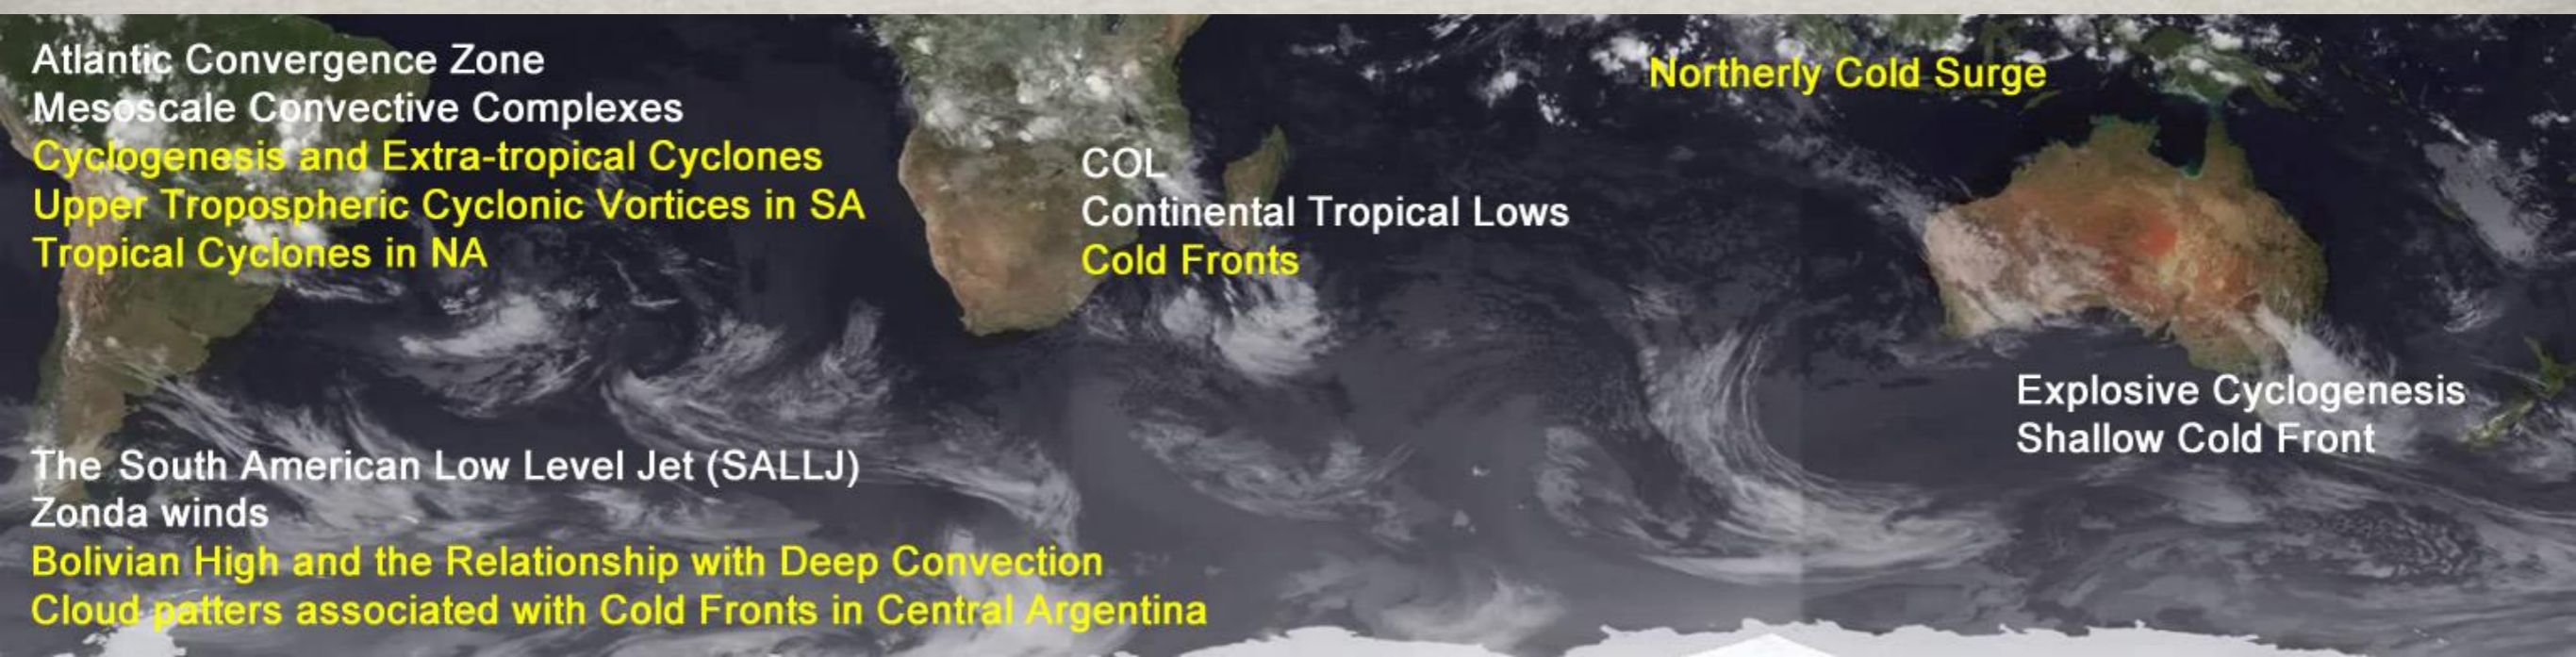 Atlantic Convergence Zone
Mesoscale Convective Complexes
Cyclogenesis and Extra-tropical Cyclones
Upper Tropospheric Cyclonic Vortices in SA
Tropical Cyclones in NA
COL
Continental Tropical Lows
Cold Fronts
Northerly Cold Surge
Explosive Cyclogenesis
Shallow Cold Front
The South American Low Level Jet (SALLJ)
Zonda winds
Bolivian High and the Relationship with Deep Convection
Cloud patters associated with Cold Fronts in Central Argentina